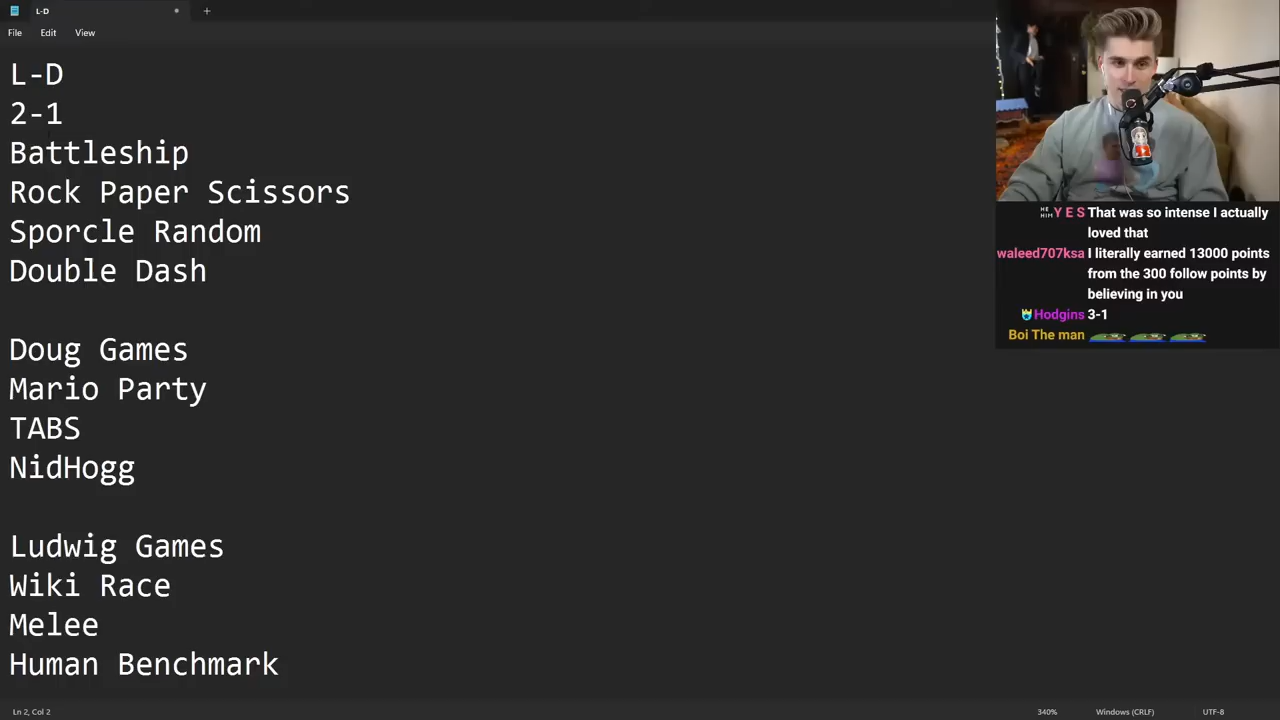 L-D
File Edit View
L-D
2-1
Battleship
Rock Paper Scissors
Sporcle Random
Double Dash
Doug Games
Mario Party
TABS
NidHogg
Ludwig Games
Wiki Race
Melee
Human Benchmark
Ln 2, Col 2
340%
Windows (CRLF)
UTF-8
HE HIM YES That was so intense I actually
loved that
waleed707ksa I literally earned 13000 points
from the 300 follow points by
believing in you
Hodgins 3-1
Boi The man